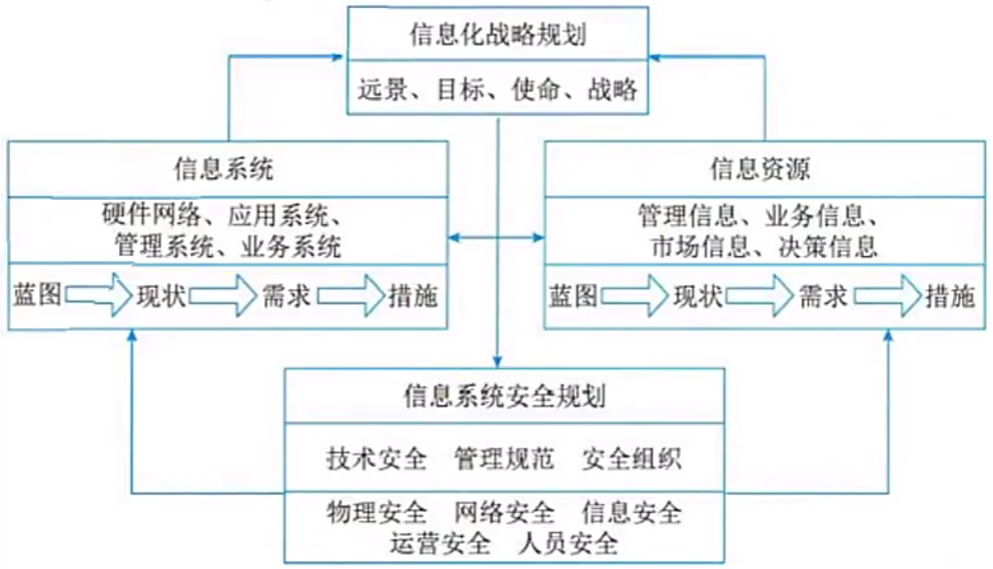 信息化战略规划
远景、目标、使命、战略
信息系统
硬件网络、应用系统、
管理系统、业务系统
蓝图 现状 需求 措施
信息资源
管理信息、业务信息、
市场信息、决策信息
蓝图 现状 需求 措施
信息系统安全规划
技术安全 管理规范 安全组织
物理安全 网络安全 信息安全
运营安全 人员安全